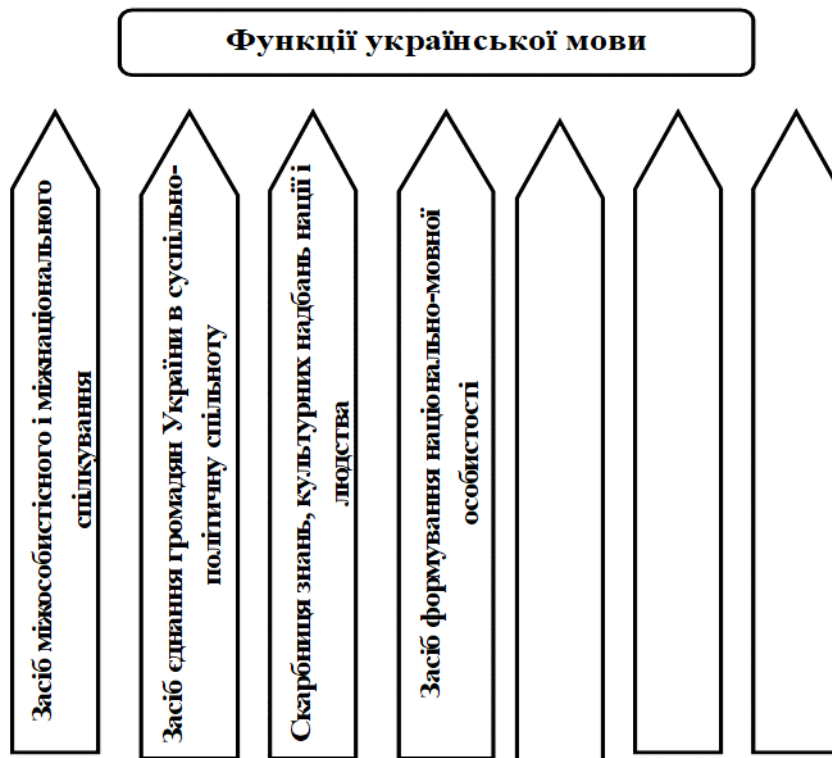 Функції української мови
Засіб міжособистісного і міжнаціонального
спілкування
Засіб єднання громадян України в суспільно-
політичну спільноту
Скарбниця знань, культурних надбань нації і
людства
Засіб формування національно-мовної
особистості